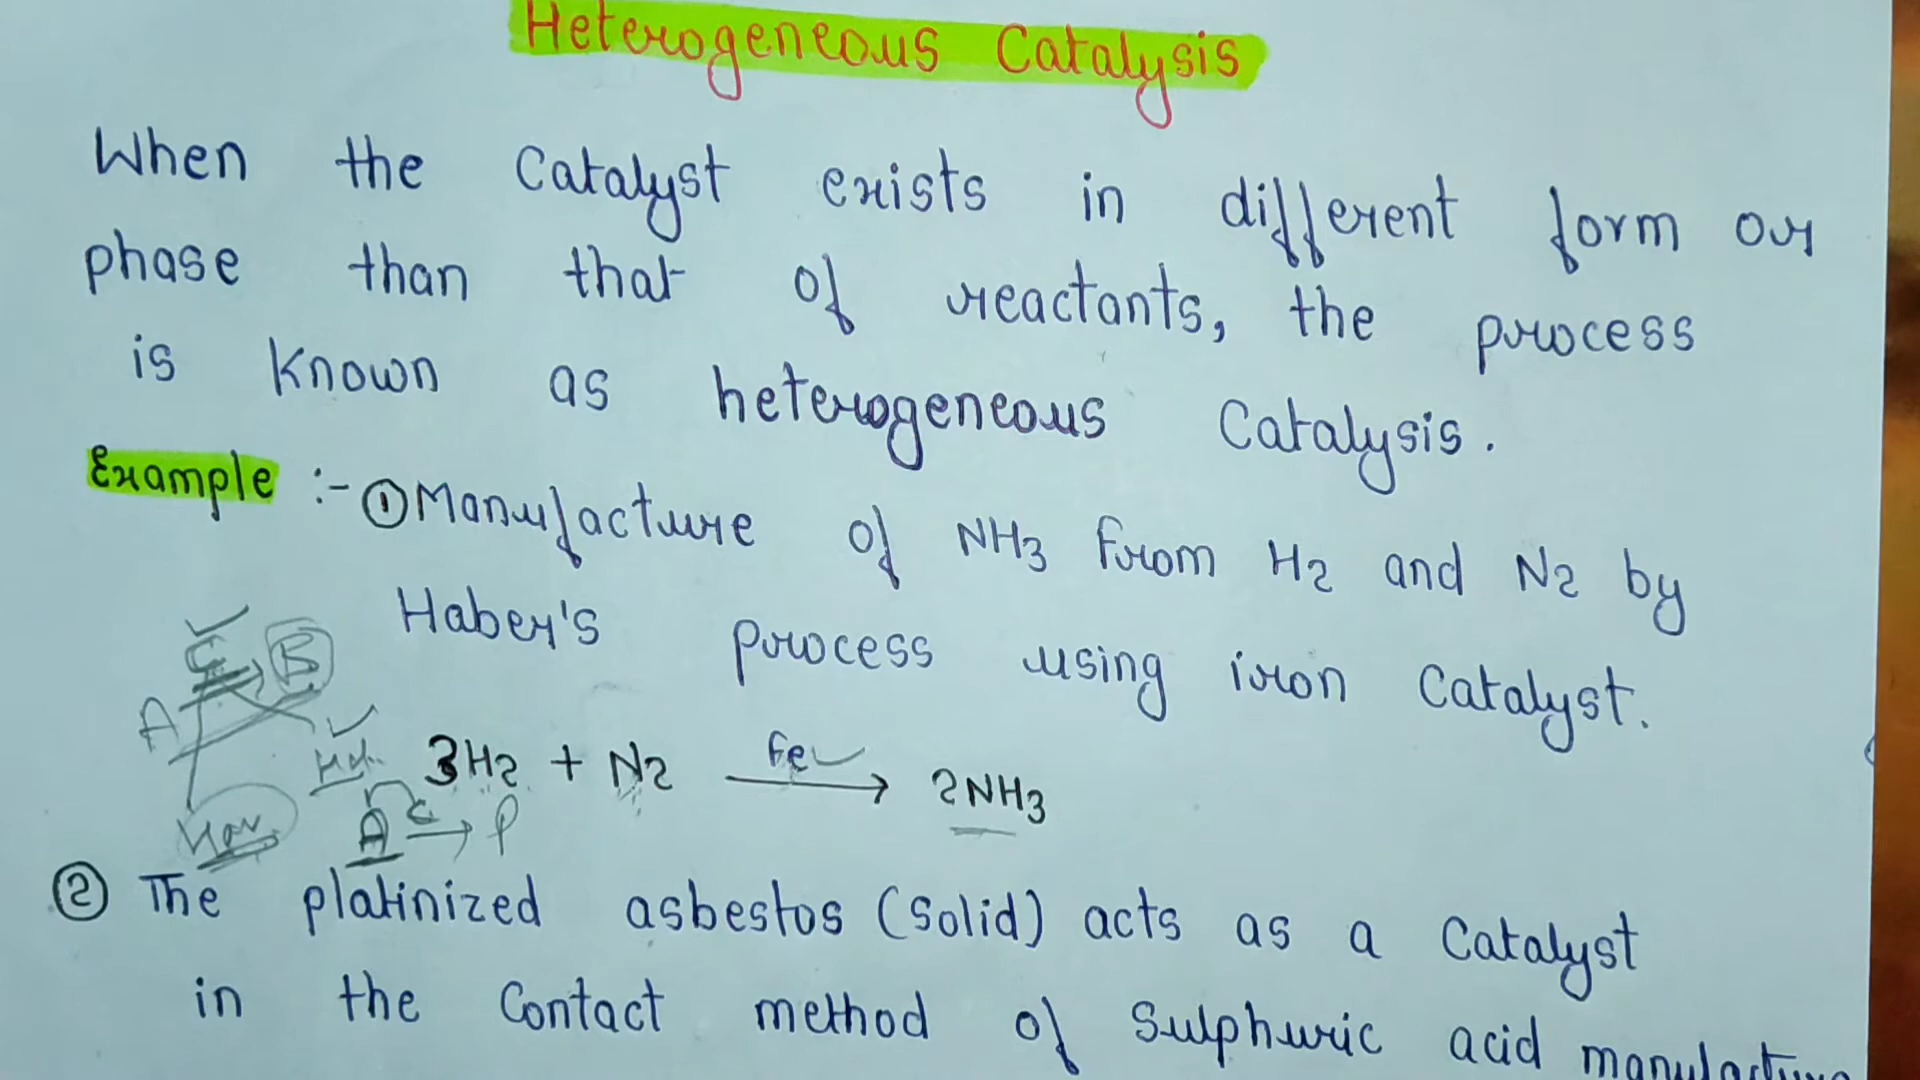 Heterogeneous Catalysis
When the Catalyst exists in different form or
phase than that of reactants, the process
is known as heterogeneous Catalysis.
Example :- ① Manufacture of NH3 from H2 and N2 by
Haber's process using iron Catalyst.
C B
A
3H2 + N2 Fe → 2NH3
A C → P
② The platinized asbestos (Solid) acts as a Catalyst
in the Contact method of Sulphuric acid manufacture